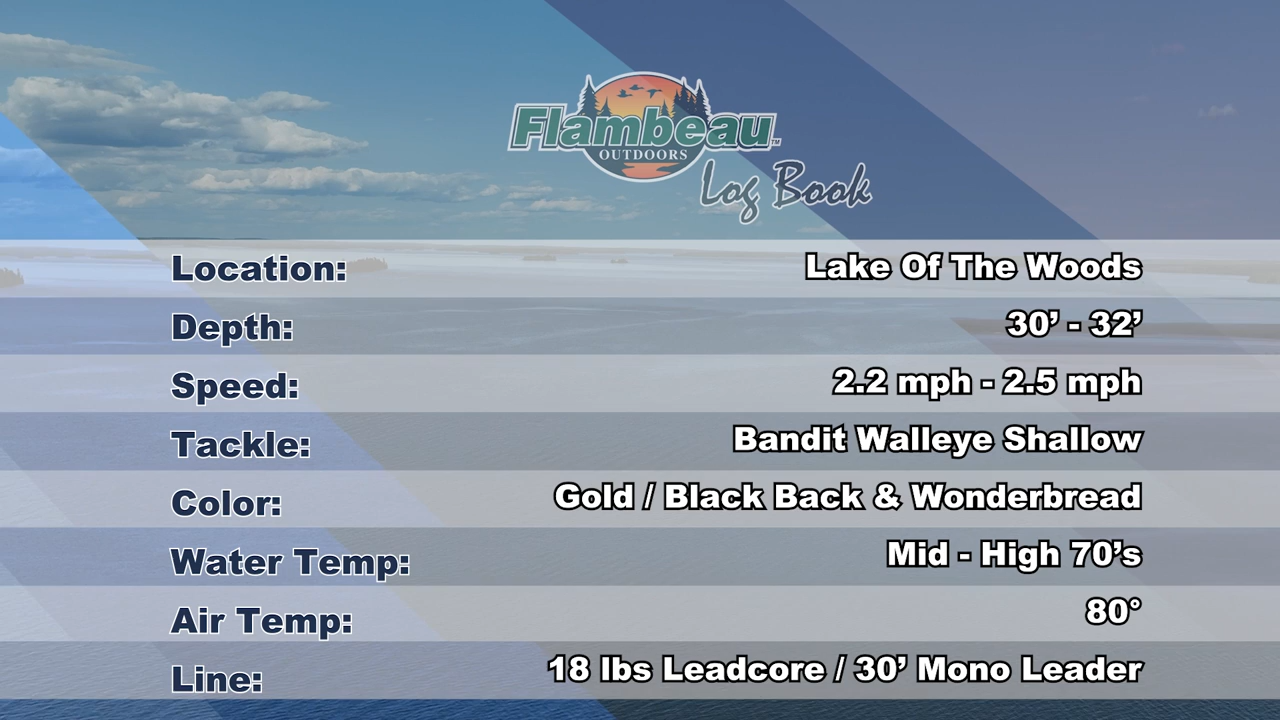 Flambeau™
OUTDOORS
Log Book
Location: Lake Of The Woods
Depth: 30’ - 32’
Speed: 2.2 mph - 2.5 mph
Tackle: Bandit Walleye Shallow
Color: Gold / Black Back & Wonderbread
Water Temp: Mid - High 70’s
Air Temp: 80°
Line: 18 lbs Leadcore / 30’ Mono Leader